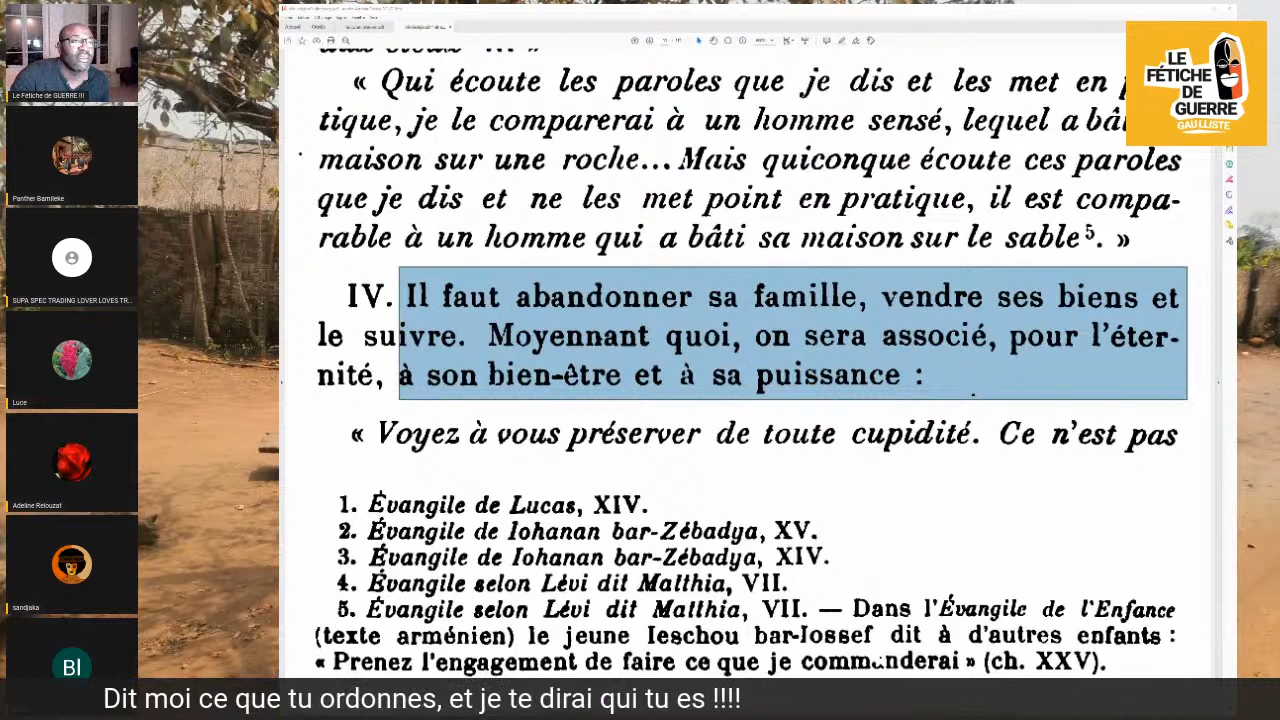 Le Fétiche de GUERRE !!!
Panther Bamileke
SUPA SPEC TRADING LOVER LOVES TR...
Luce
Adeline Relouzat
sandjaka
Bl
LE
FÉTICHE
DE
GUERRE
GAULLISTE
« Qui écoute les paroles que je dis et les met en
tique, je le comparerai à un homme sensé, lequel a
maison sur une roche... Mais quiconque écoute ces paroles
que je dis et ne les met point en pratique, il est compa-
rable à un homme qui a bâti sa maison sur le sable⁵. »
IV. Il faut abandonner sa famille, vendre ses biens et
le suivre. Moyennant quoi, on sera associé, pour l'éter-
nité, à son bien-être et à sa puissance :
« Voyez à vous préserver de toute cupidité. Ce n'est pas
1. Évangile de Lucas, XIV.
2. Évangile de Iohanan bar-Zébadya, XV.
3. Évangile de Iohanan bar-Zébadya, XIV.
4. Évangile selon Lévi dit Matthia, VII.
5. Évangile selon Lévi dit Matthia, VII. — Dans l'Évangile de l'Enfance
(texte arménien) le jeune Ieschou bar-Iossef dit à d'autres enfants :
« Prenez l'engagement de faire ce que je commanderai » (ch. XXV).
Dit moi ce que tu ordonnes, et je te dirai qui tu es !!!!